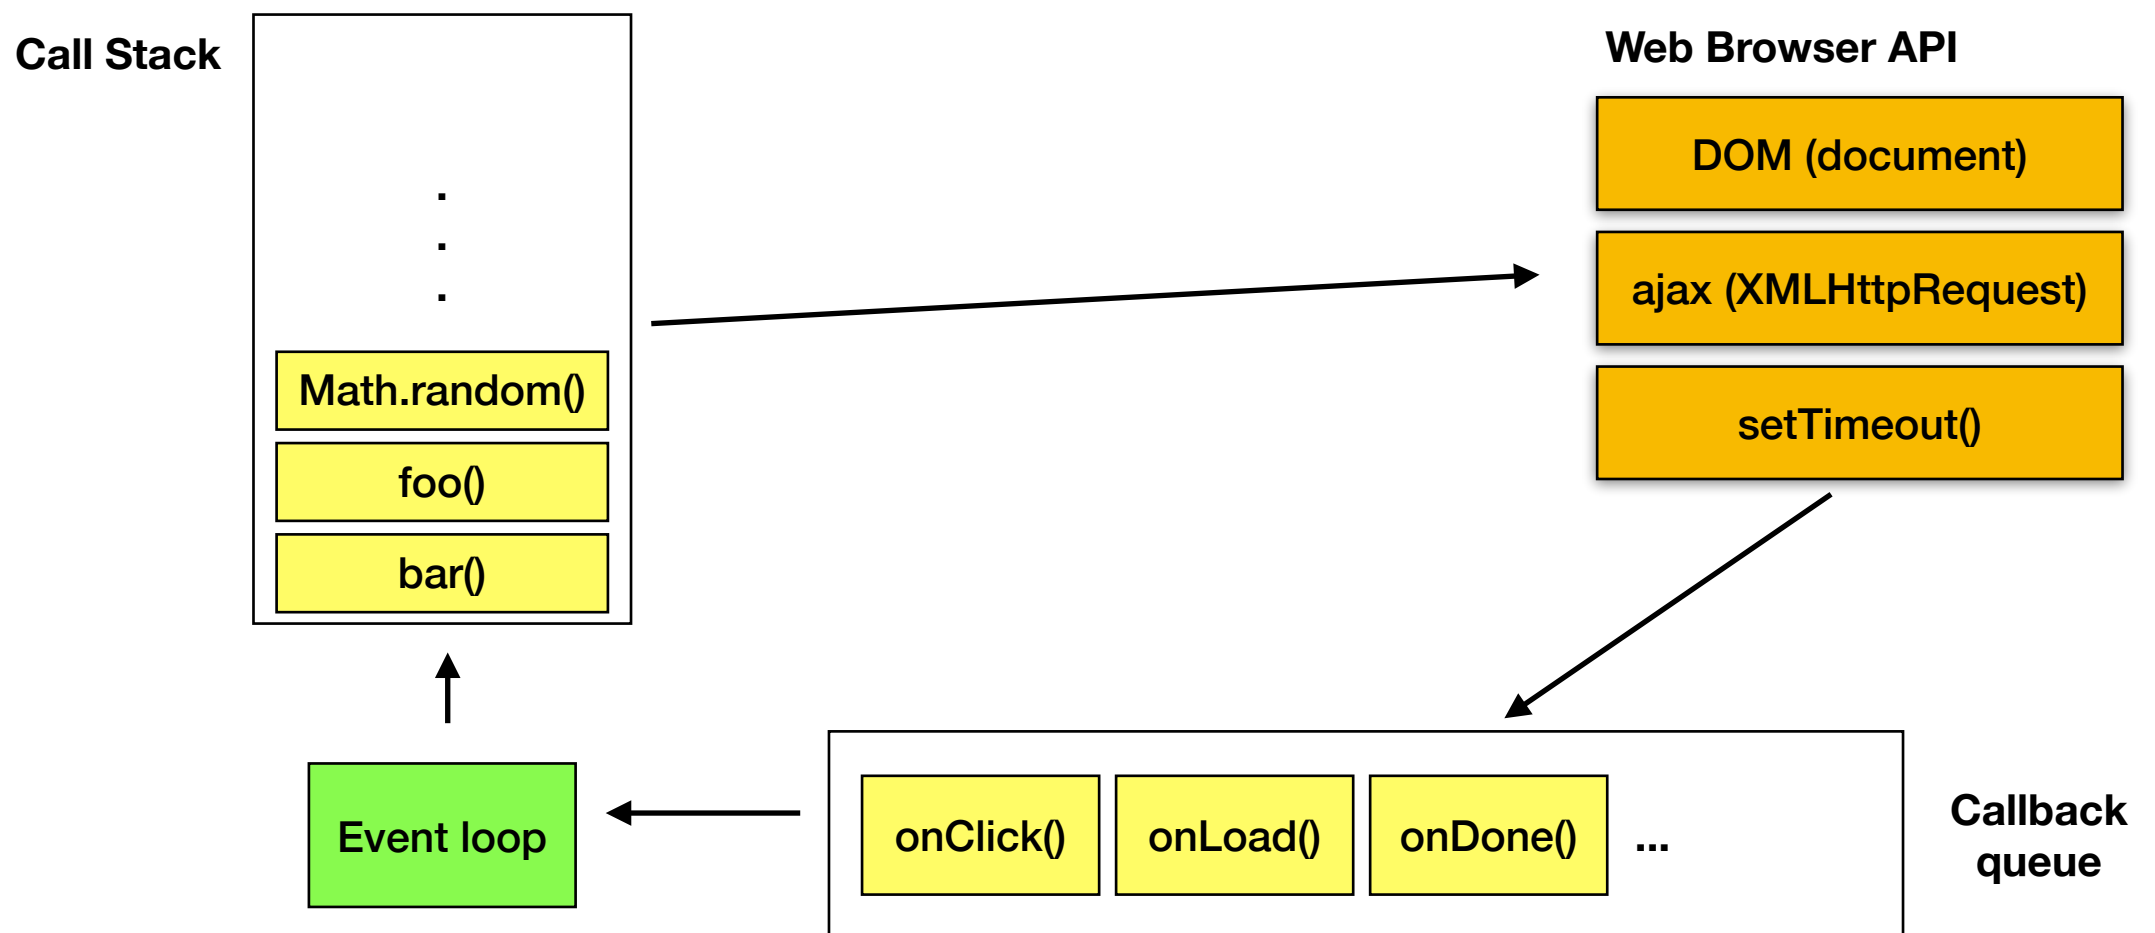 Call Stack
.
.
.
Math.random()
foo()
bar()
Web Browser API
DOM (document)
ajax (XMLHttpRequest)
setTimeout()
Event loop
onClick() onLoad() onDone() ...
Callback
queue